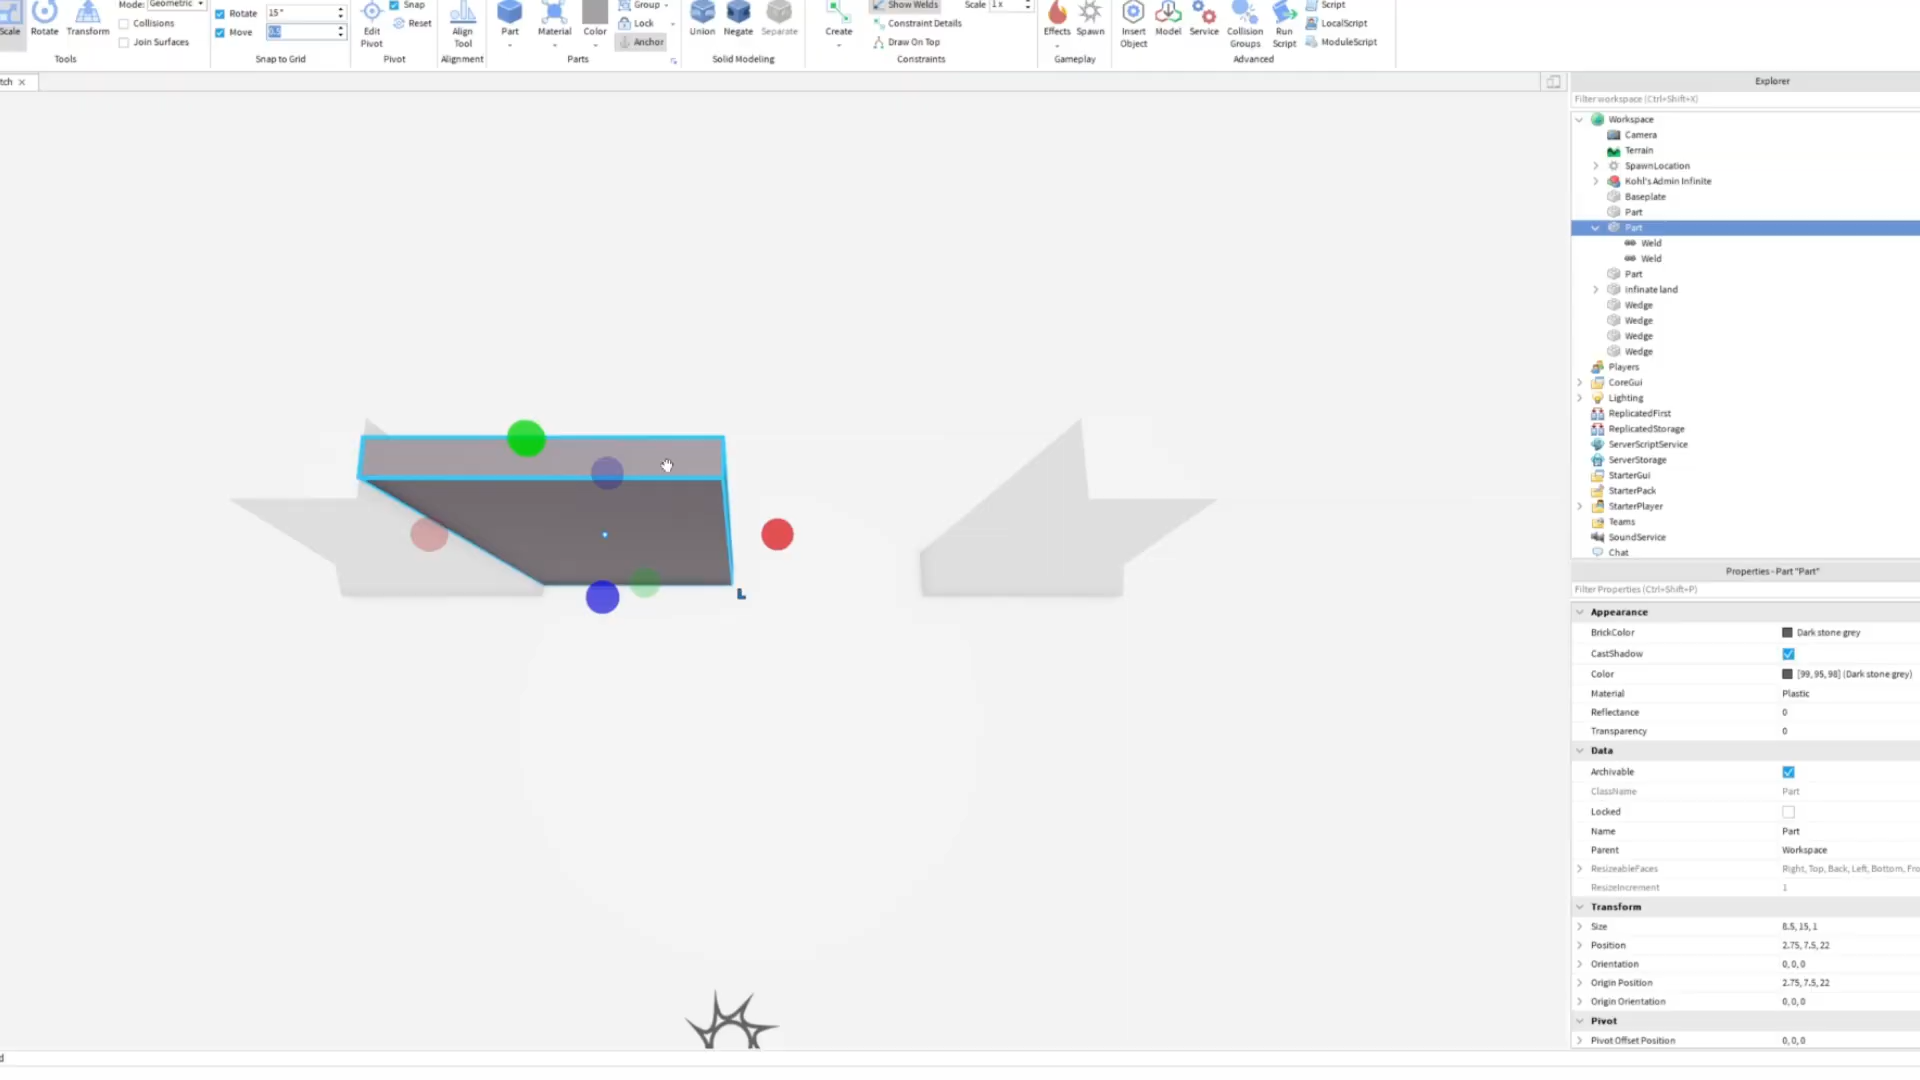 Mode: Geometric
Collisions
Join Surfaces
Scale
Rotate
Transform
Tools
Rotate 15°
Move
Snap to Grid
Edit
Pivot
Snap
Reset
Pivot
Align
Tool
Alignment
Part
Material
Color
Group
Lock
Anchor
Parts
Union
Negate
Separate
Solid Modeling
Create
Show Welds
Scale 1x
Constraint Details
Draw On Top
Constraints
Effects
Spawn
Gameplay
Insert
Object
Model
Service
Collision
Groups
Run
Script
Script
LocalScript
ModuleScript
Advanced
tch
Explorer
Filter workspace (Ctrl+Shift+X)
Workspace
Camera
Terrain
SpawnLocation
Kohl's Admin Infinite
Baseplate
Part
Part
Weld
Weld
Part
Infinate land
Wedge
Wedge
Wedge
Wedge
Players
CoreGui
Lighting
ReplicatedFirst
ReplicatedStorage
ServerScriptService
ServerStorage
StarterGui
StarterPack
StarterPlayer
Teams
SoundService
Chat
L
Properties - Part "Part"
Filter Properties (Ctrl+Shift+P)
Appearance
BrickColor Dark stone grey
CastShadow
Color [99, 95, 98] (Dark stone grey)
Material Plastic
Reflectance 0
Transparency 0
Data
Archivable
ClassName Part
Locked
Name Part
Parent Workspace
ResizeableFaces Right, Top, Back, Left, Bottom, Fro
ResizeIncrement 1
Transform
Size 8.5, 15, 1
Position 2.75, 7.5, 22
Orientation 0, 0, 0
Origin Position 2.75, 7.5, 22
Origin Orientation 0, 0, 0
Pivot
Pivot Offset Position 0, 0, 0